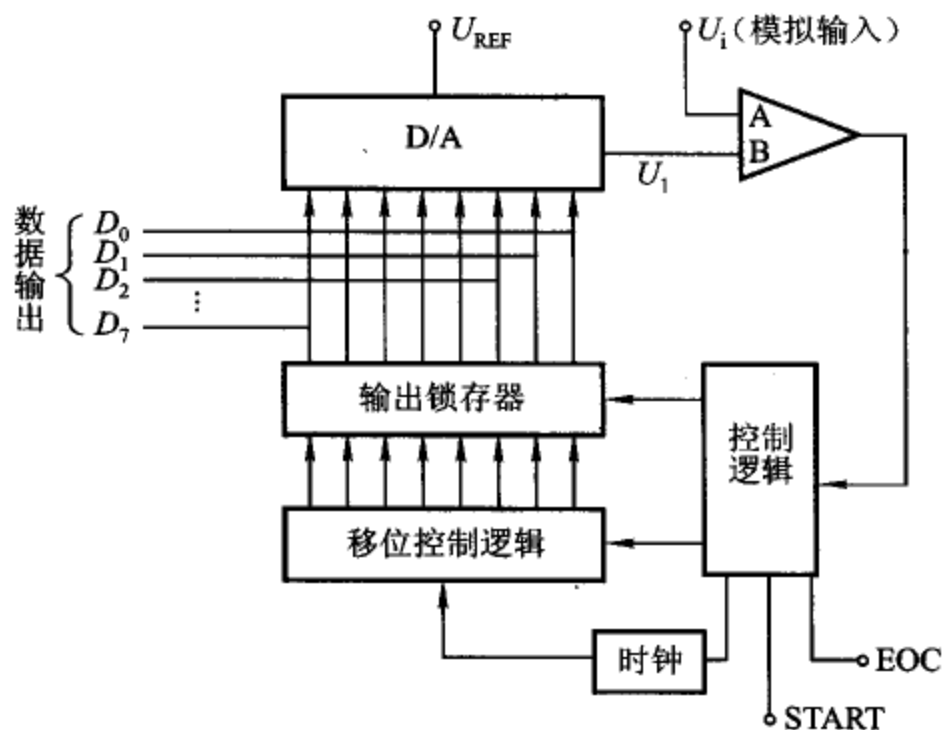 U_REF
U_i（模拟输入）
D/A
A
B
U_1
数据输出
D_0
D_1
D_2
⋮
D_7
输出锁存器
控制逻辑
移位控制逻辑
时钟
EOC
START